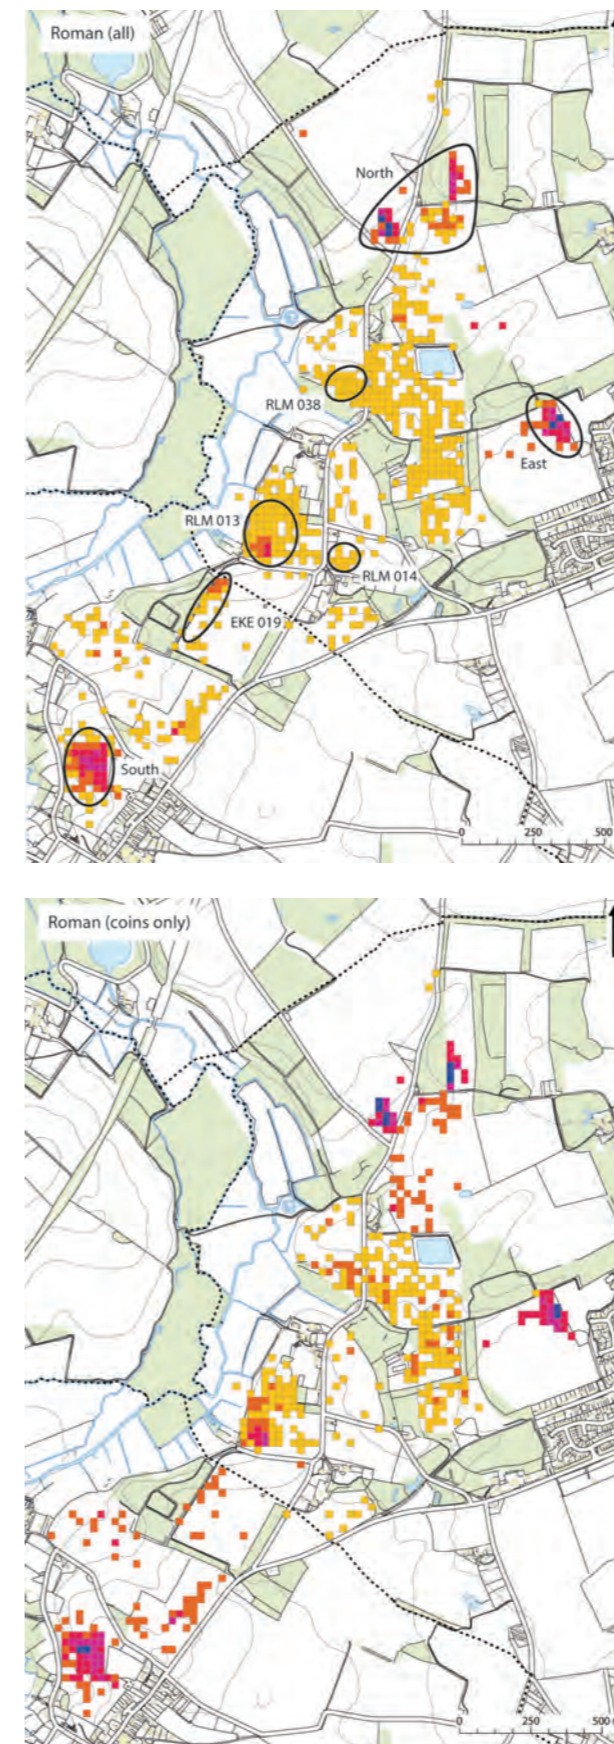 Roman (all)
North
RLM 038
East
RLM 013
RLM 014
EKE 019
South
0 250 500
Roman (coins only)
0 250 500